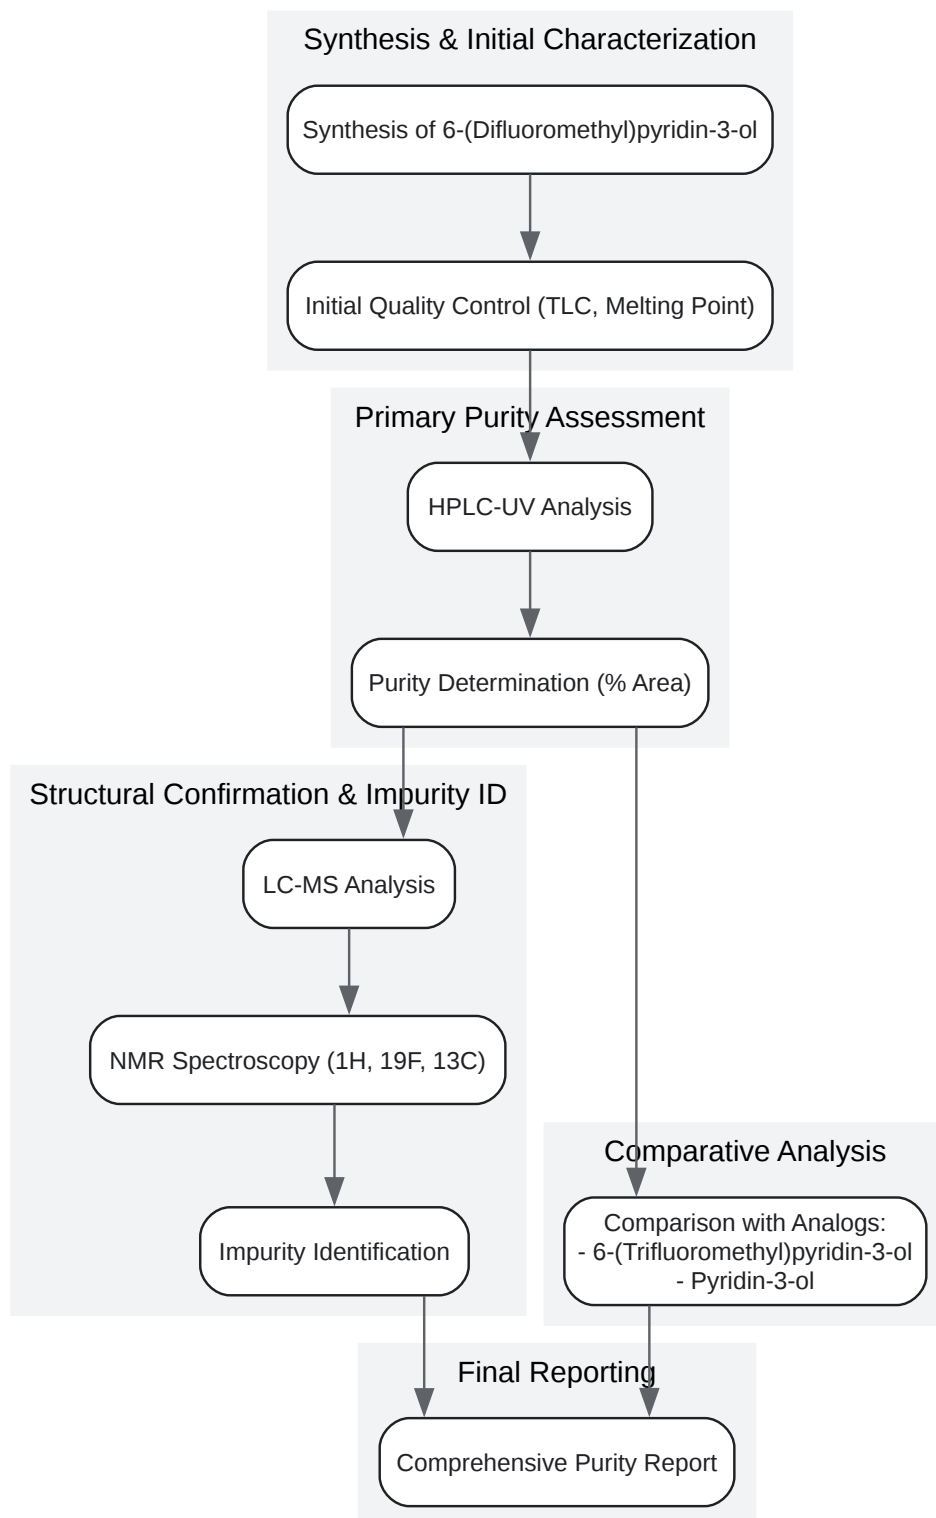 Synthesis & Initial Characterization
Synthesis of 6-(Difluoromethyl)pyridin-3-ol
Initial Quality Control (TLC, Melting Point)
Primary Purity Assessment
HPLC-UV Analysis
Purity Determination (% Area)
Structural Confirmation & Impurity ID
LC-MS Analysis
NMR Spectroscopy (1H, 19F, 13C)
Impurity Identification
Comparative Analysis
Comparison with Analogs:
- 6-(Trifluoromethyl)pyridin-3-ol
- Pyridin-3-ol
Final Reporting
Comprehensive Purity Report